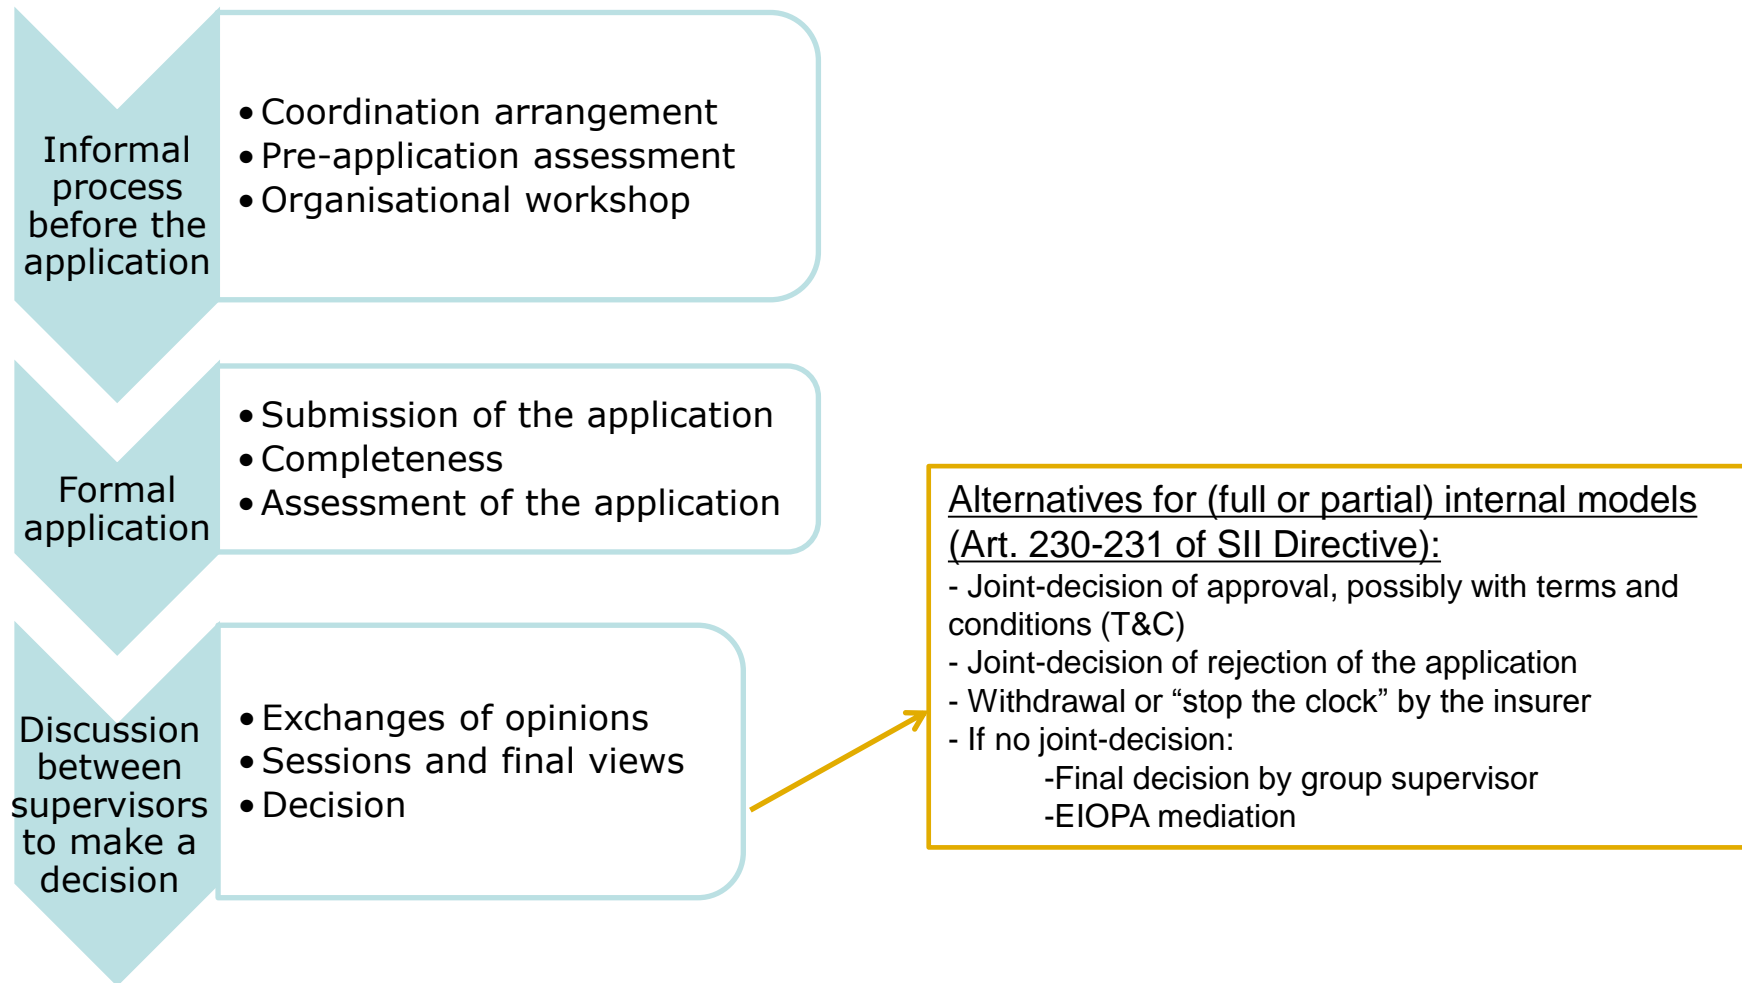 Informal
process
before the
application
• Coordination arrangement
• Pre-application assessment
• Organisational workshop
Formal
application
• Submission of the application
• Completeness
• Assessment of the application
Discussion
between
supervisors
to make a
decision
• Exchanges of opinions
• Sessions and final views
• Decision
Alternatives for (full or partial) internal models
(Art. 230-231 of SII Directive):
- Joint-decision of approval, possibly with terms and
conditions (T&C)
- Joint-decision of rejection of the application
- Withdrawal or “stop the clock” by the insurer
- If no joint-decision:
-Final decision by group supervisor
-EIOPA mediation